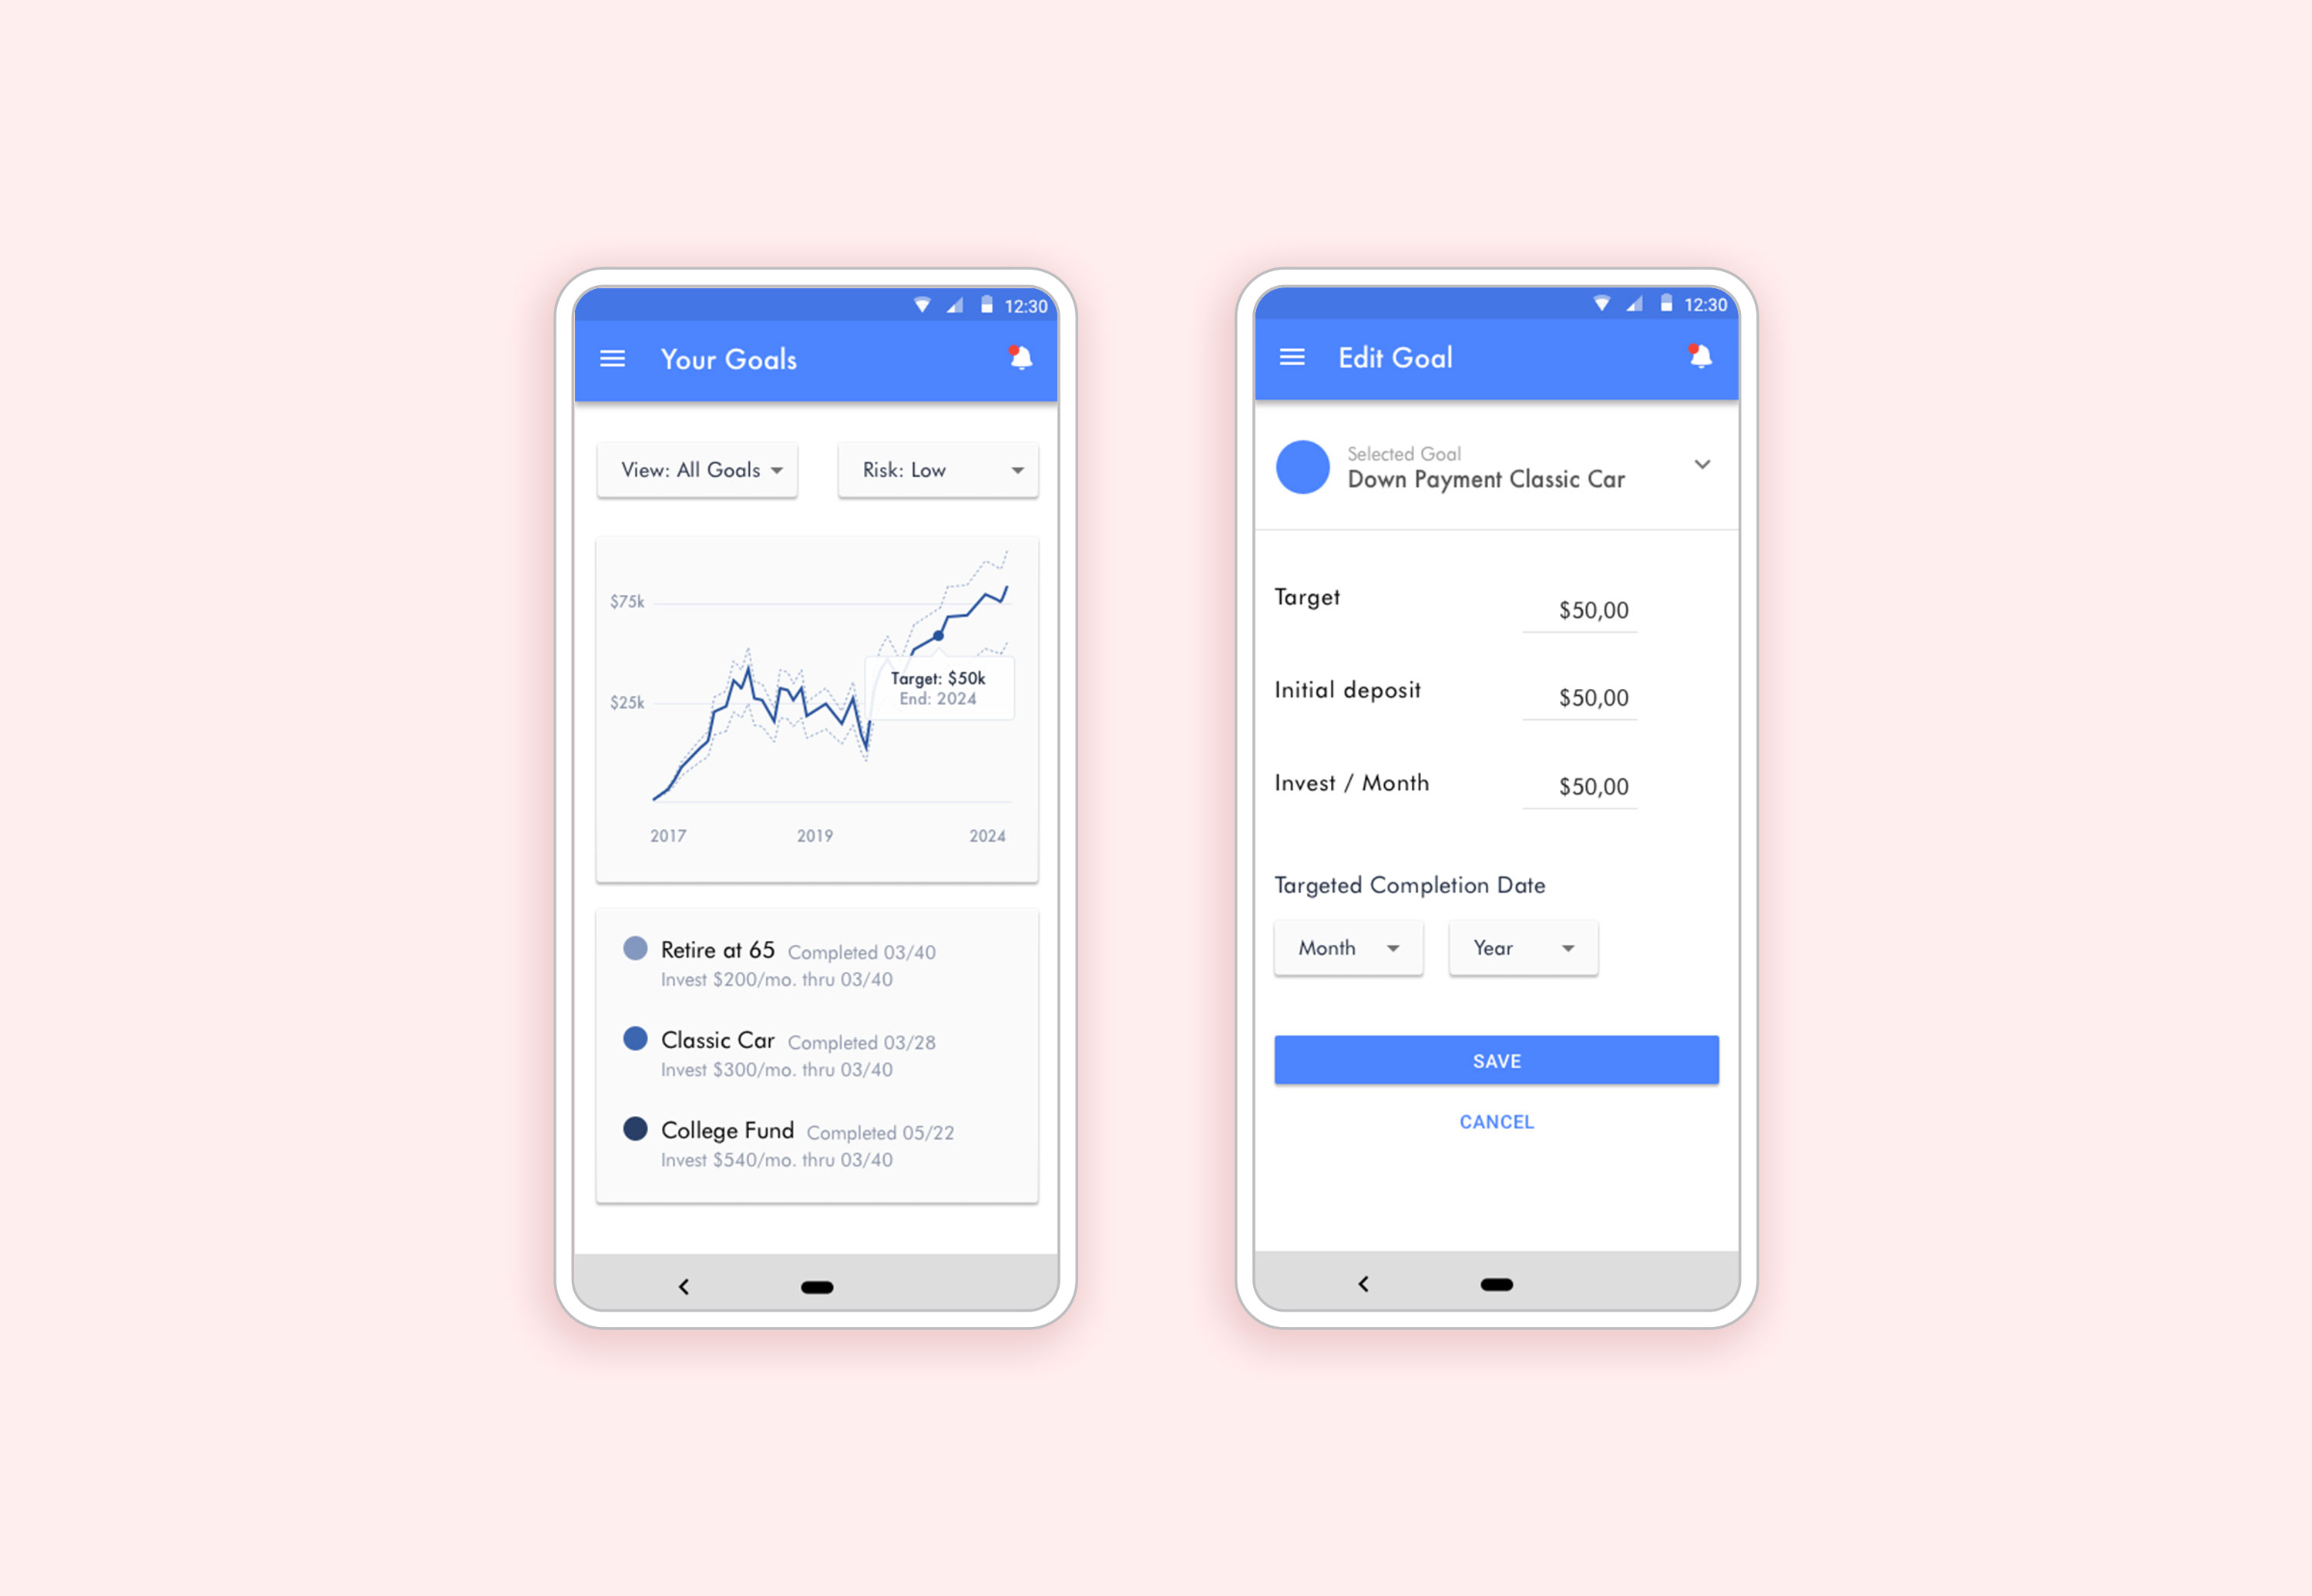 12:30
Your Goals
View: All Goals
Risk: Low
$75k
$25k
Target: $50k
End: 2024
2017 2019 2024
Retire at 65 Completed 03/40
Invest $200/mo. thru 03/40
Classic Car Completed 03/28
Invest $300/mo. thru 03/40
College Fund Completed 05/22
Invest $540/mo. thru 03/40
12:30
Edit Goal
Selected Goal
Down Payment Classic Car
Target $50,00
Initial deposit $50,00
Invest / Month $50,00
Targeted Completion Date
Month Year
SAVE
CANCEL